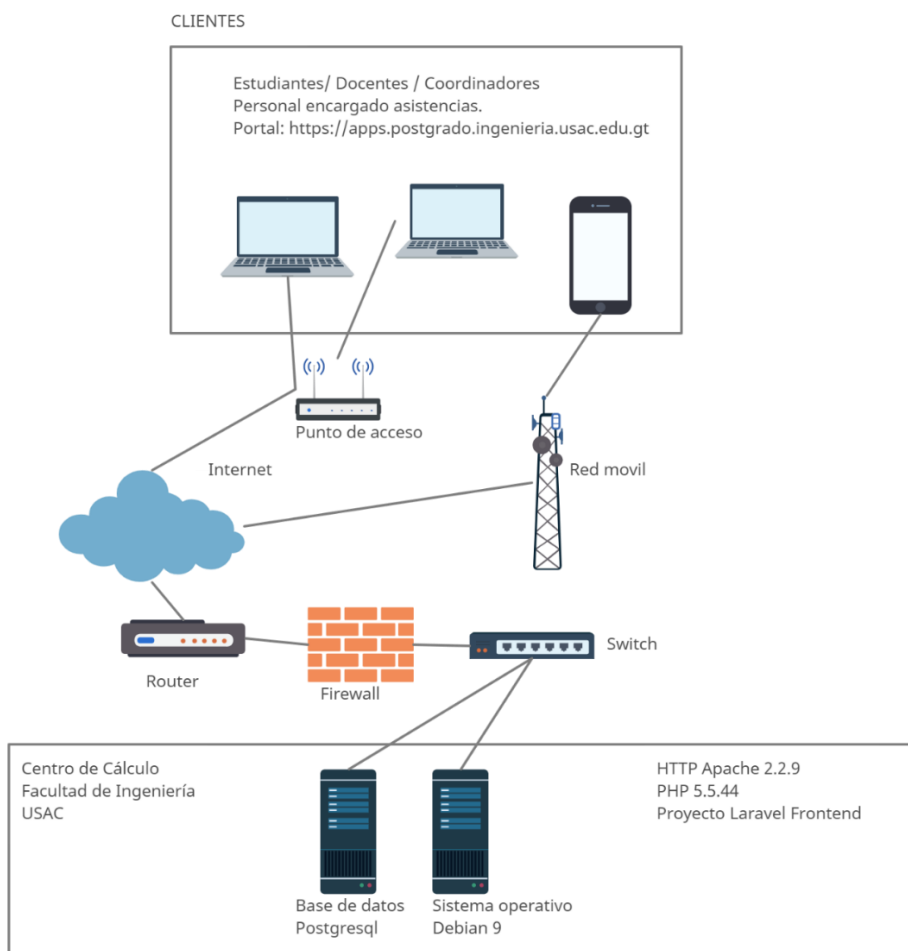 CLIENTES
Estudiantes/ Docentes / Coordinadores
Personal encargado asistencias.
Portal: https://apps.postgrado.ingenieria.usac.edu.gt
Punto de acceso
Internet
Red movil
Router
Firewall
Switch
Centro de Cálculo
Facultad de Ingeniería
USAC
HTTP Apache 2.2.9
PHP 5.5.44
Proyecto Laravel Frontend
Base de datos
Postgresql
Sistema operativo
Debian 9